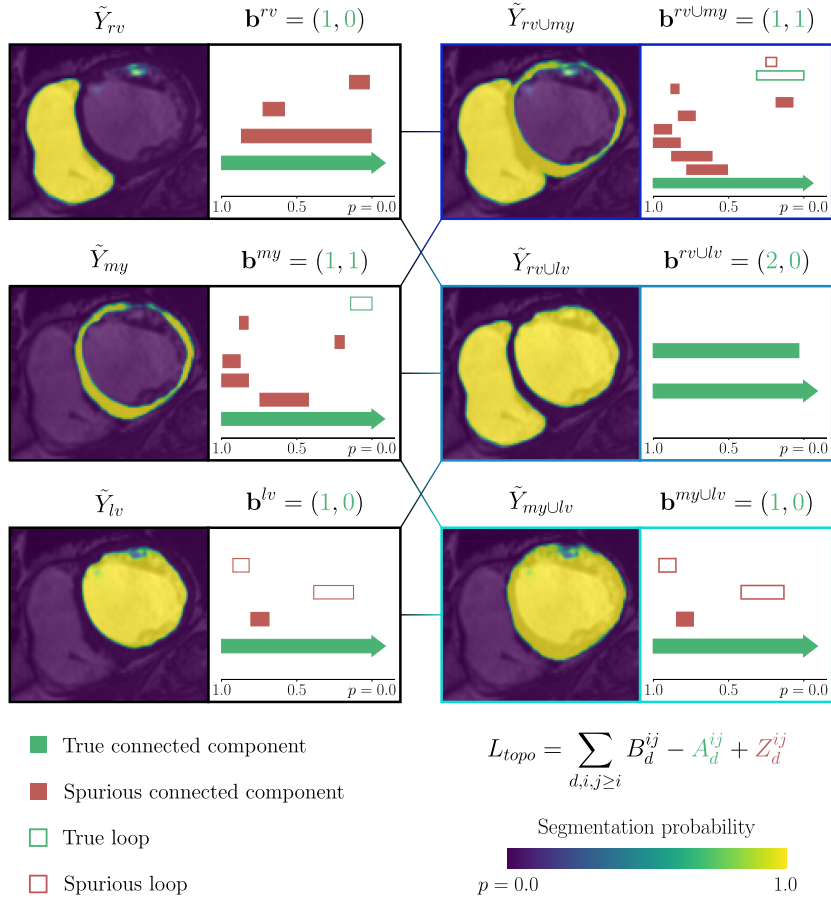 Ỹ_rv b^rv = (1, 0) Ỹ_rv∪my b^rv∪my = (1, 1)
1.0 0.5 p = 0.0 1.0 0.5 p = 0.0
Ỹ_my b^my = (1, 1) Ỹ_rv∪lv b^rv∪lv = (2, 0)
1.0 0.5 p = 0.0 1.0 0.5 p = 0.0
Ỹ_lv b^lv = (1, 0) Ỹ_my∪lv b^my∪lv = (1, 0)
1.0 0.5 p = 0.0 1.0 0.5 p = 0.0
True connected component
Spurious connected component
True loop
Spurious loop
L_topo = ∑_{d,i,j≥i} B_d^{ij} − A_d^{ij} + Z_d^{ij}
Segmentation probability
p = 0.0 1.0